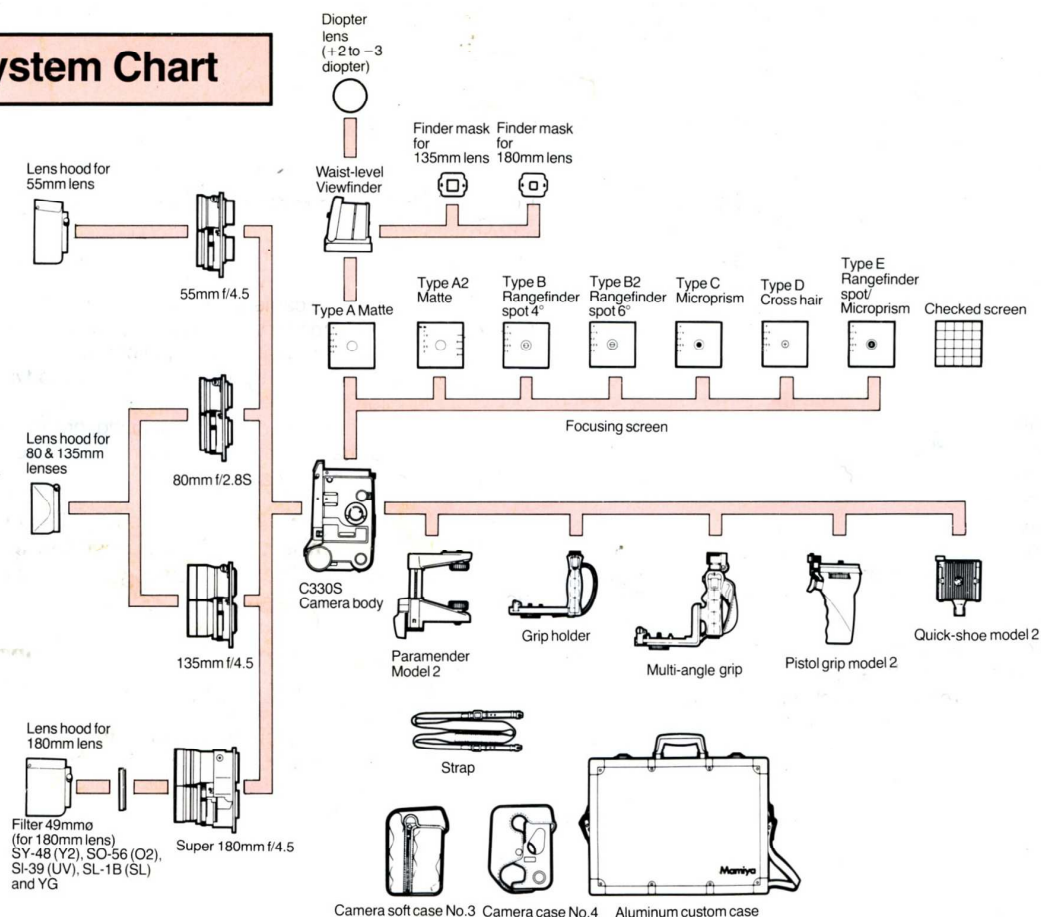 ystem Chart
Diopter
lens
(+2 to −3
diopter)
Finder mask
for
135mm lens
Finder mask
for
180mm lens
Waist-level
Viewfinder
Lens hood for
55mm lens
55mm f/4.5
Type A Matte
Type A2
Matte
Type B
Rangefinder
spot 4°
Type B2
Rangefinder
spot 6°
Type C
Microprism
Type D
Cross hair
Type E
Rangefinder
spot/
Microprism
Checked screen
Focusing screen
Lens hood for
80 & 135mm
lenses
80mm f/2.8S
135mm f/4.5
C330S
Camera body
Paramender
Model 2
Grip holder
Multi-angle grip
Pistol grip model 2
Quick-shoe model 2
Lens hood for
180mm lens
Filter 49mmø
(for 180mm lens)
SY-48 (Y2), SO-56 (O2),
SI-39 (UV), SL-1B (SL)
and YG
Super 180mm f/4.5
Strap
Mamiya
Camera soft case No.3
Camera case No.4
Aluminum custom case